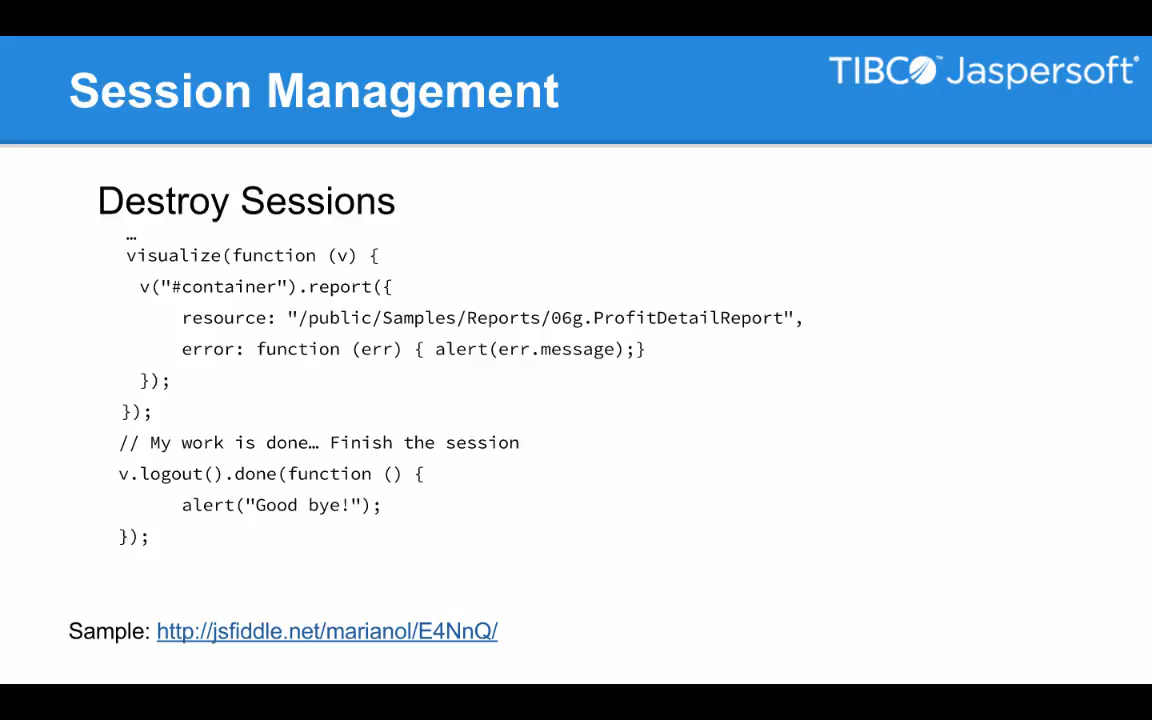 Session Management
TIBCO™ Jaspersoft®
Destroy Sessions
…
visualize(function (v) {
v("#container").report({
resource: "/public/Samples/Reports/06g.ProfitDetailReport",
error: function (err) { alert(err.message);}
});
});
// My work is done… Finish the session
v.logout().done(function () {
alert("Good bye!");
});
Sample: http://jsfiddle.net/marianol/E4NnQ/